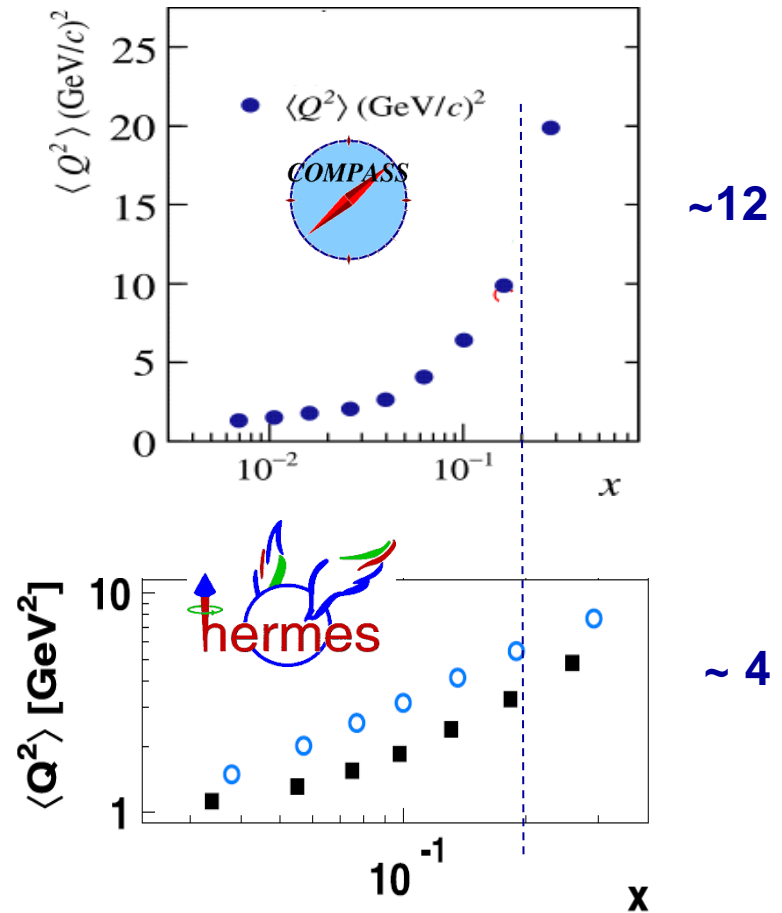 ⟨Q²⟩ (GeV/c)²
25
20
15
10
5
0
⟨Q²⟩ (GeV/c)²
COMPASS
~12
10⁻²
10⁻¹
x
⟨Q²⟩ [GeV²]
10
1
hermes
~ 4
10⁻¹
x